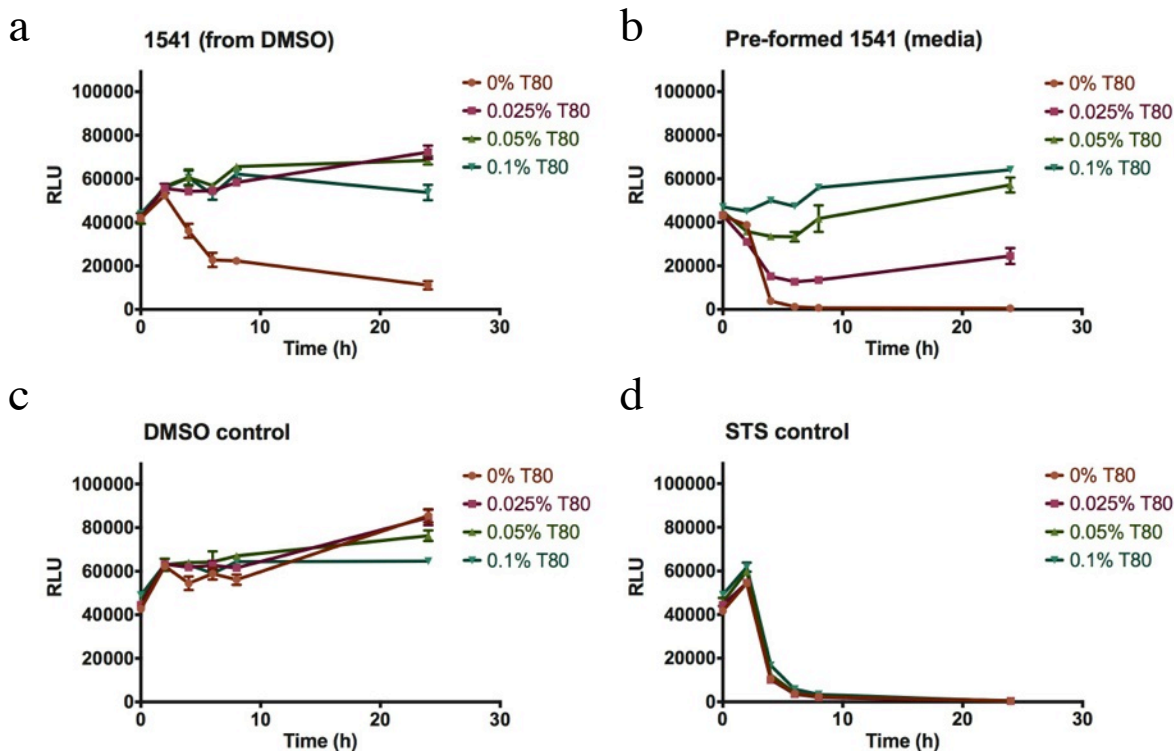 a
1541 (from DMSO)
100000
80000
60000
40000
20000
0
RLU
0
10
20
30
Time (h)
0% T80
0.025% T80
0.05% T80
0.1% T80
b
Pre-formed 1541 (media)
100000
80000
60000
40000
20000
0
RLU
0
10
20
30
Time (h)
0% T80
0.025% T80
0.05% T80
0.1% T80
c
DMSO control
100000
80000
60000
40000
20000
0
RLU
0
10
20
30
Time (h)
0% T80
0.025% T80
0.05% T80
0.1% T80
d
STS control
100000
80000
60000
40000
20000
0
RLU
0
10
20
30
Time (h)
0% T80
0.025% T80
0.05% T80
0.1% T80